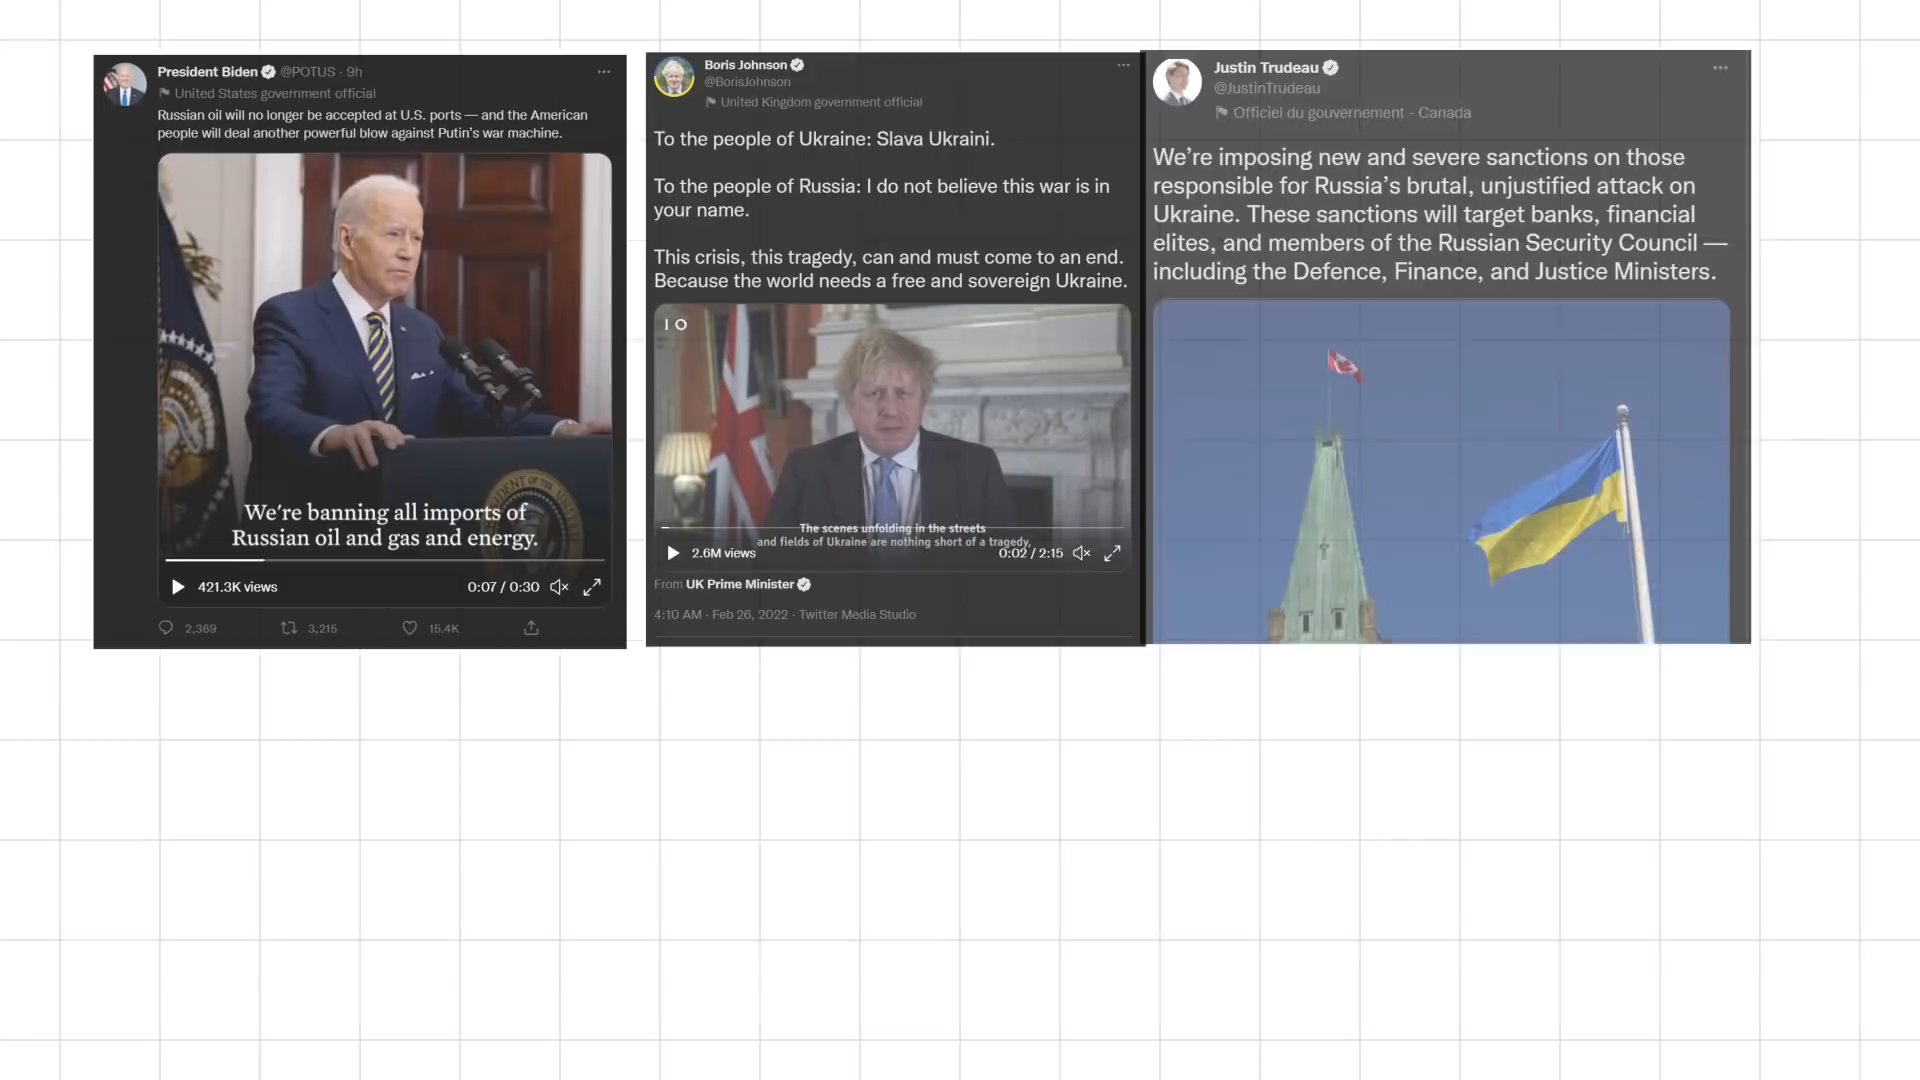 President Biden @POTUS · 9h
United States government official
Russian oil will no longer be accepted at U.S. ports — and the American
people will deal another powerful blow against Putin's war machine.
We're banning all imports of
Russian oil and gas and energy.
421.3K views
0:07 / 0:30
2,369
3,215
15.4K
Boris Johnson
@BorisJohnson
United Kingdom government official
To the people of Ukraine: Slava Ukraini.
To the people of Russia: I do not believe this war is in
your name.
This crisis, this tragedy, can and must come to an end.
Because the world needs a free and sovereign Ukraine.
10
The scenes unfolding in the streets
and fields of Ukraine are nothing short of a tragedy,
2.6M views
0:02 / 2:15
From UK Prime Minister
4:10 AM · Feb 26, 2022 · Twitter Media Studio
Justin Trudeau
@JustinTrudeau
Officiel du gouvernement - Canada
We're imposing new and severe sanctions on those
responsible for Russia's brutal, unjustified attack on
Ukraine. These sanctions will target banks, financial
elites, and members of the Russian Security Council —
including the Defence, Finance, and Justice Ministers.